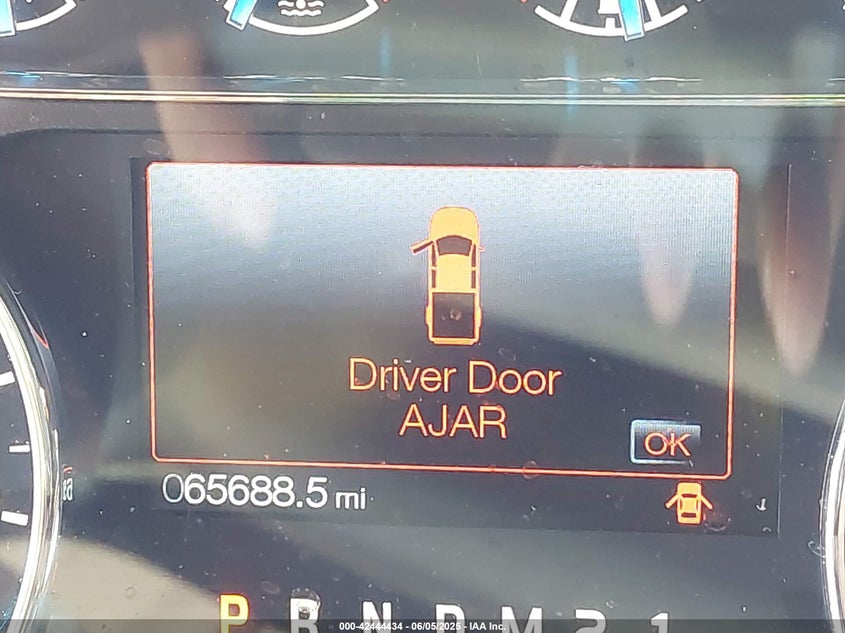 Driver Door
AJAR
OK
065688.5 mi
P R N D M 2 1
000-42444434 - 06/05/2025 - IAA Inc.